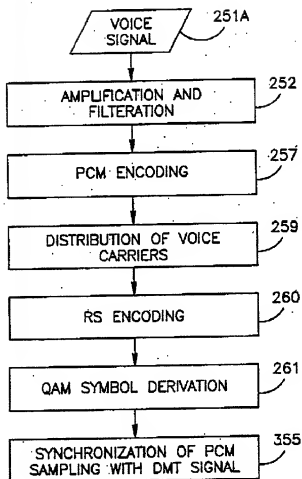 VOICE
SIGNAL
251A
AMPLIFICATION AND
FILTERATION
252
PCM ENCODING
257
DISTRIBUTION OF VOICE
CARRIERS
259
RS ENCODING
260
QAM SYMBOL DERIVATION
261
SYNCHRONIZATION OF PCM
SAMPLING WITH DMT SIGNAL
355